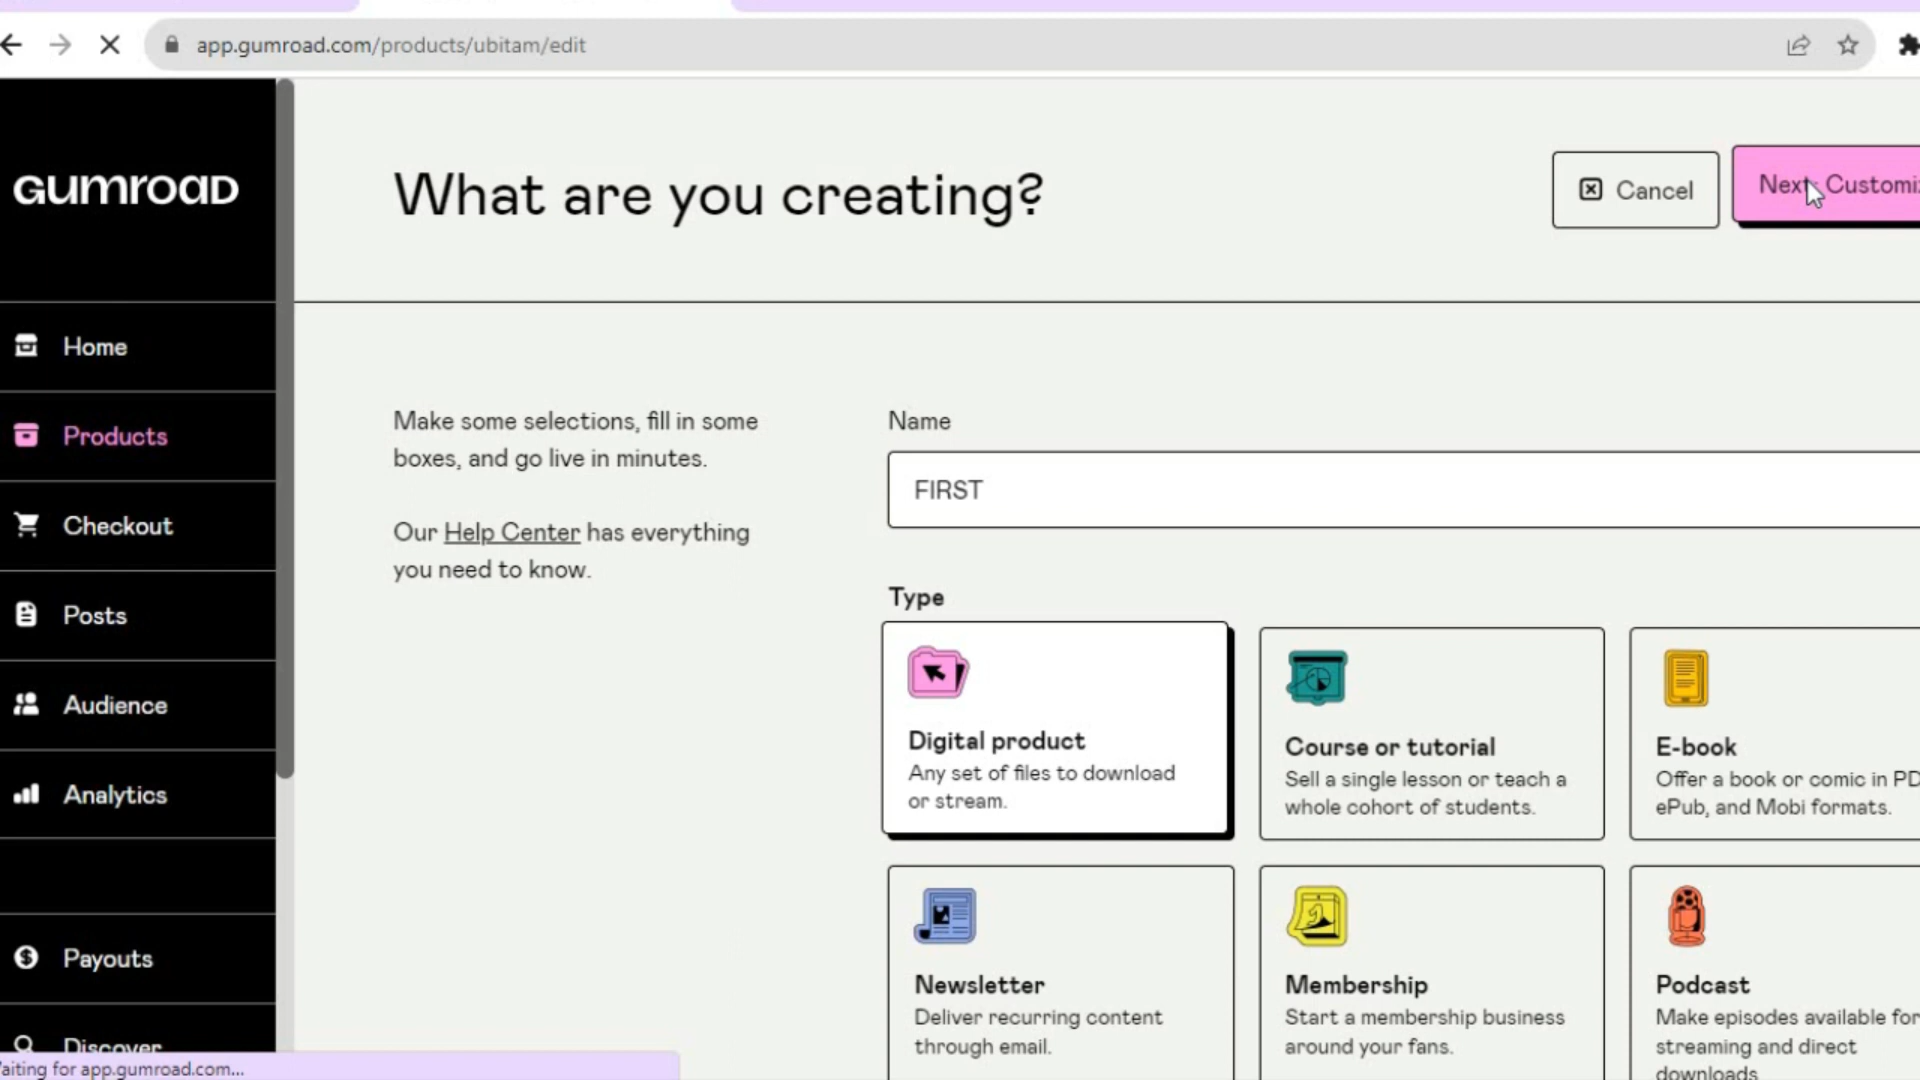 app.gumroad.com/products/ubitam/edit
GUMROAD
What are you creating?
Cancel
Customi
Home
Products
Checkout
Posts
Audience
Analytics
Payouts
Discover
Make some selections, fill in some
boxes, and go live in minutes.
Our Help Center has everything
you need to know.
Name
FIRST
Type
Digital product
Any set of files to download
or stream.
Course or tutorial
Sell a single lesson or teach a
whole cohort of students.
E-book
Offer a book or comic in PD
ePub, and Mobi formats.
Newsletter
Deliver recurring content
through email.
Membership
Start a membership business
around your fans.
Podcast
Make episodes available for
streaming and direct
downloads
aiting for app.gumroad.com...